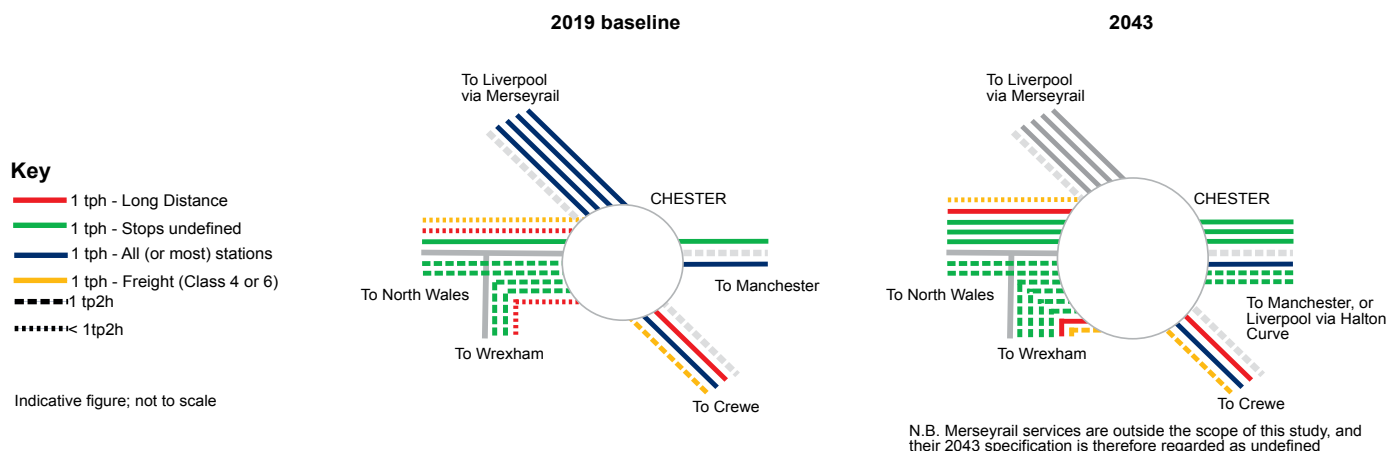 2019 baseline
2043
To Liverpool
via Merseyrail
To Liverpool
via Merseyrail
Key
1 tph - Long Distance
1 tph - Stops undefined
1 tph - All (or most) stations
1 tph - Freight (Class 4 or 6)
1 tp2h
< 1tp2h
Indicative figure; not to scale
CHESTER
To North Wales
To Manchester
To Wrexham
To Crewe
CHESTER
To North Wales
To Manchester, or
Liverpool via Halton
Curve
To Wrexham
To Crewe
N.B. Merseyrail services are outside the scope of this study, and
their 2043 specification is therefore regarded as undefined